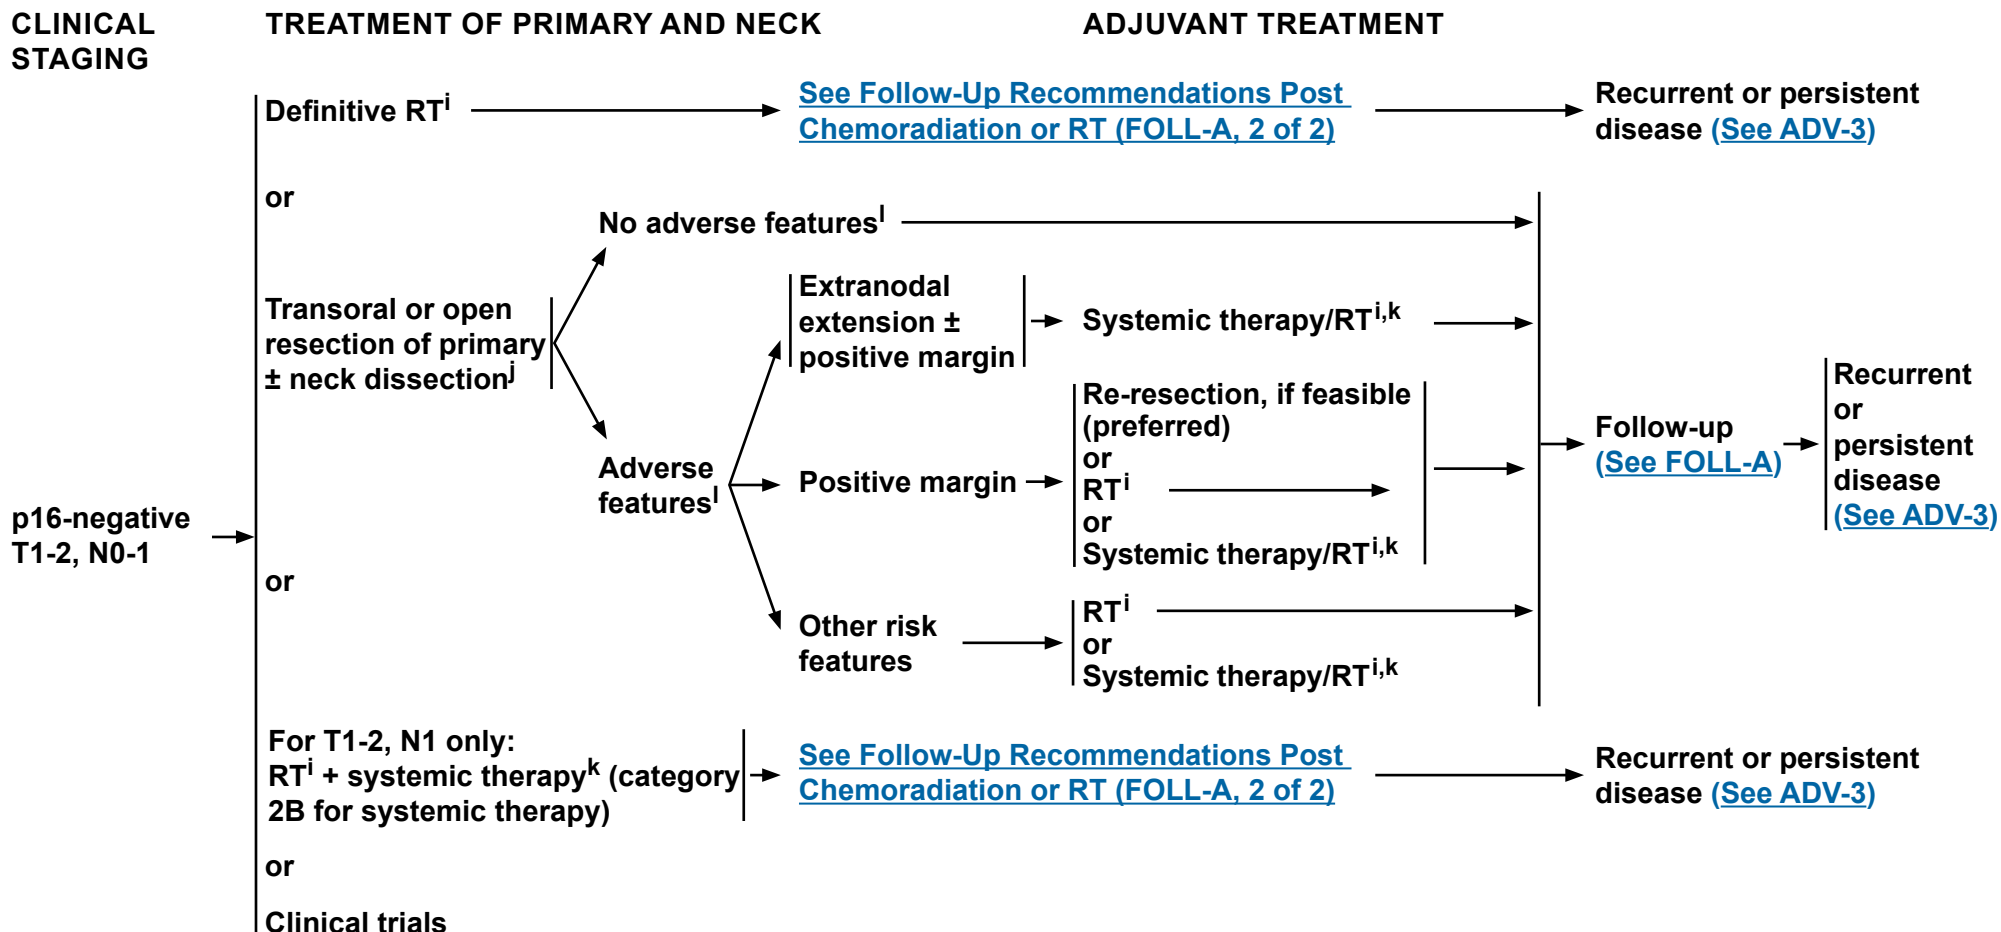 CLINICAL
STAGING
TREATMENT OF PRIMARY AND NECK
ADJUVANT TREATMENT
p16-negative
T1-2, N0-1
Definitive RTi
See Follow-Up Recommendations Post
Chemoradiation or RT (FOLL-A, 2 of 2)
Recurrent or persistent
disease (See ADV-3)
or
Transoral or open
resection of primary
± neck dissectionj
No adverse featuresl
Adverse
featuresl
Extranodal
extension ±
positive margin
Systemic therapy/RTi,k
Positive margin
Re-resection, if feasible
(preferred)
or
RTi
or
Systemic therapy/RTi,k
Other risk
features
RTi
or
Systemic therapy/RTi,k
Follow-up
(See FOLL-A)
Recurrent
or
persistent
disease
(See ADV-3)
or
For T1-2, N1 only:
RTi + systemic therapyk (category
2B for systemic therapy)
See Follow-Up Recommendations Post
Chemoradiation or RT (FOLL-A, 2 of 2)
Recurrent or persistent
disease (See ADV-3)
or
Clinical trials